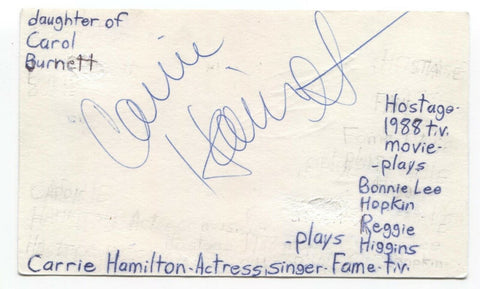 daughter of
Carol
Burnett
Carrie
Hamilton
Hostage-
1988 t.v.
movie-
-plays
Bonnie Lee
Hopkin
-plays Reggie
Higgins
Carrie Hamilton-Actress, singer-Fame-t.v.